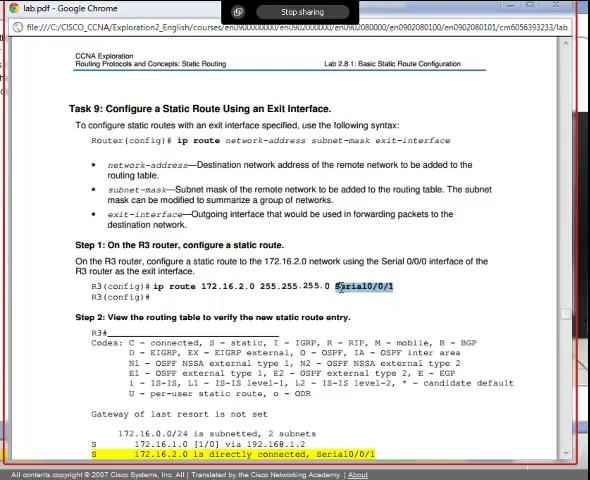 lab.pdf - Google Chrome
Stop sharing
file:///C:/CISCO_CCNA/Exploration2_English/courses/en0900000000/en0902000000/en0902080000/en0902080100/en0902080101/cm6056393233/lab
CCNA Exploration
Routing Protocols and Concepts: Static Routing Lab 2.8.1: Basic Static Route Configuration
Task 9: Configure a Static Route Using an Exit Interface.
To configure static routes with an exit interface specified, use the following syntax:
Router(config)# ip route network-address subnet-mask exit-interface
• network-address—Destination network address of the remote network to be added to the
routing table.
• subnet-mask—Subnet mask of the remote network to be added to the routing table. The subnet
mask can be modified to summarize a group of networks.
• exit-interface—Outgoing interface that would be used in forwarding packets to the
destination network.
Step 1: On the R3 router, configure a static route.
On the R3 router, configure a static route to the 172.16.2.0 network using the Serial 0/0/0 interface of the
R3 router as the exit interface.
R3(config)# ip route 172.16.2.0 255.255.255.0 Serial0/0/1
R3(config)#
Step 2: View the routing table to verify the new static route entry.
R3#
Codes: C - connected, S - static, I - IGRP, R - RIP, M - mobile, B - BGP
D - EIGRP, EX - EIGRP external, O - OSPF, IA - OSPF inter area
N1 - OSPF NSSA external type 1, N2 - OSPF NSSA external type 2
E1 - OSPF external type 1, E2 - OSPF external type 2, E - EGP
i - IS-IS, L1 - IS-IS level-1, L2 - IS-IS level-2, * - candidate default
U - per-user static route, o - ODR
Gateway of last resort is not set
172.16.0.0/24 is subnetted, 2 subnets
S 172.16.1.0 [1/0] via 192.168.1.2
S 172.16.2.0 is directly connected, Serial0/0/1
All contents copyright © 2007 Cisco Systems, Inc. All | Translated by the Cisco Networking Academy. | About